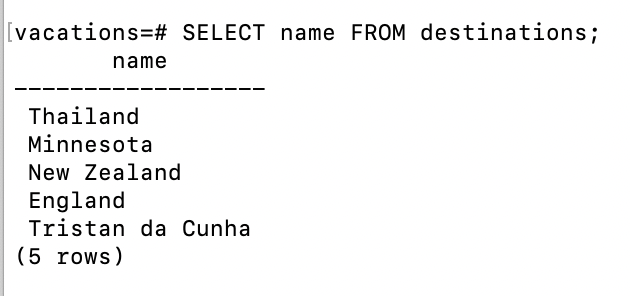 [vacations=# SELECT name FROM destinations;
name
------------------
Thailand
Minnesota
New Zealand
England
Tristan da Cunha
(5 rows)